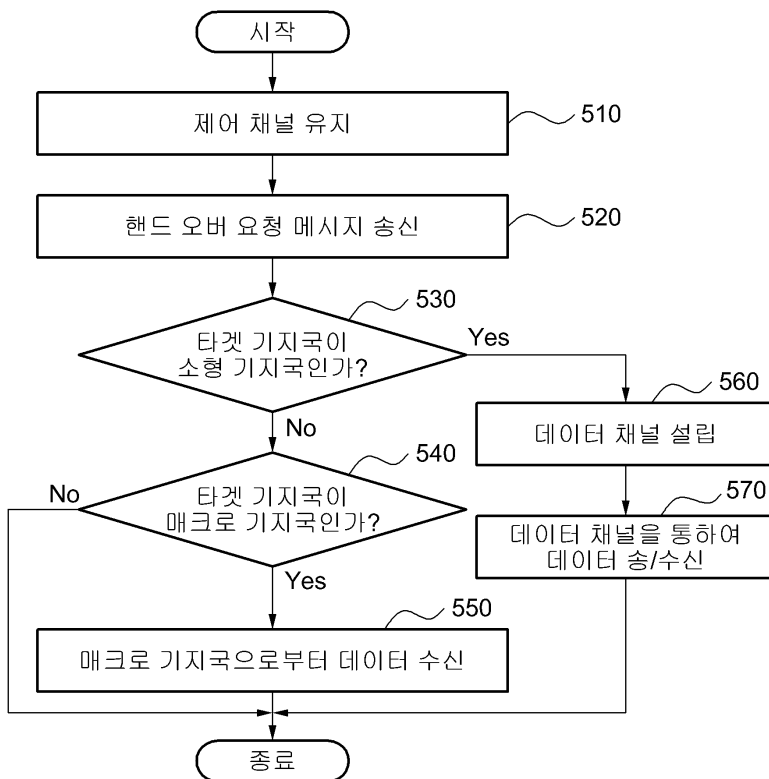 시작
제어 채널 유지
510
핸드 오버 요청 메시지 송신
520
530
타겟 기지국이
소형 기지국인가?
Yes
No
560
데이터 채널 설립
540
No
타겟 기지국이
매크로 기지국인가?
Yes
570
데이터 채널을 통하여
데이터 송/수신
550
매크로 기지국으로부터 데이터 수신
종료